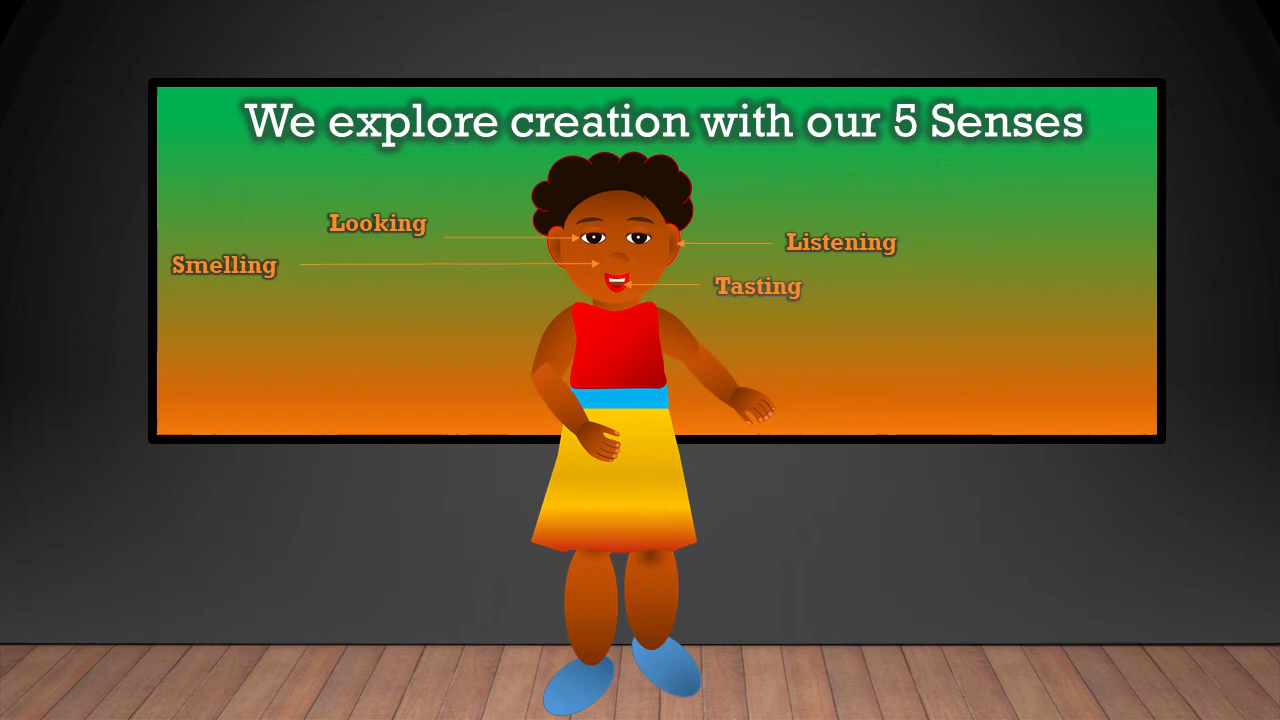 We explore creation with our 5 Senses
Looking
Listening
Smelling
Tasting